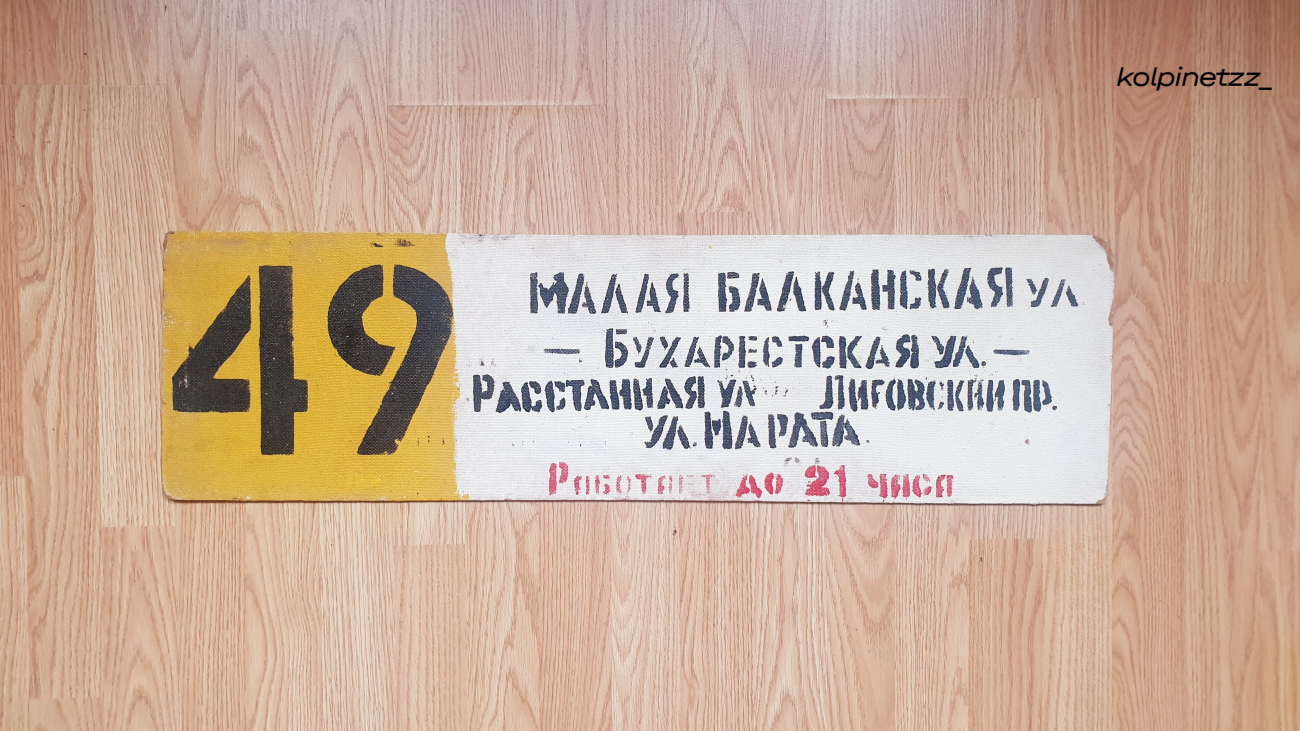 kolpinetzz_
49
МАЛАЯ БАЛКАНСКАЯ УЛ
— БУХАРЕСТСКАЯ УЛ. —
РАССТАННАЯ УЛ ЛИГОВСКИЙ ПР.
УЛ. МАРАТА
РАБОТАЕТ ДО 21 ЧАСА